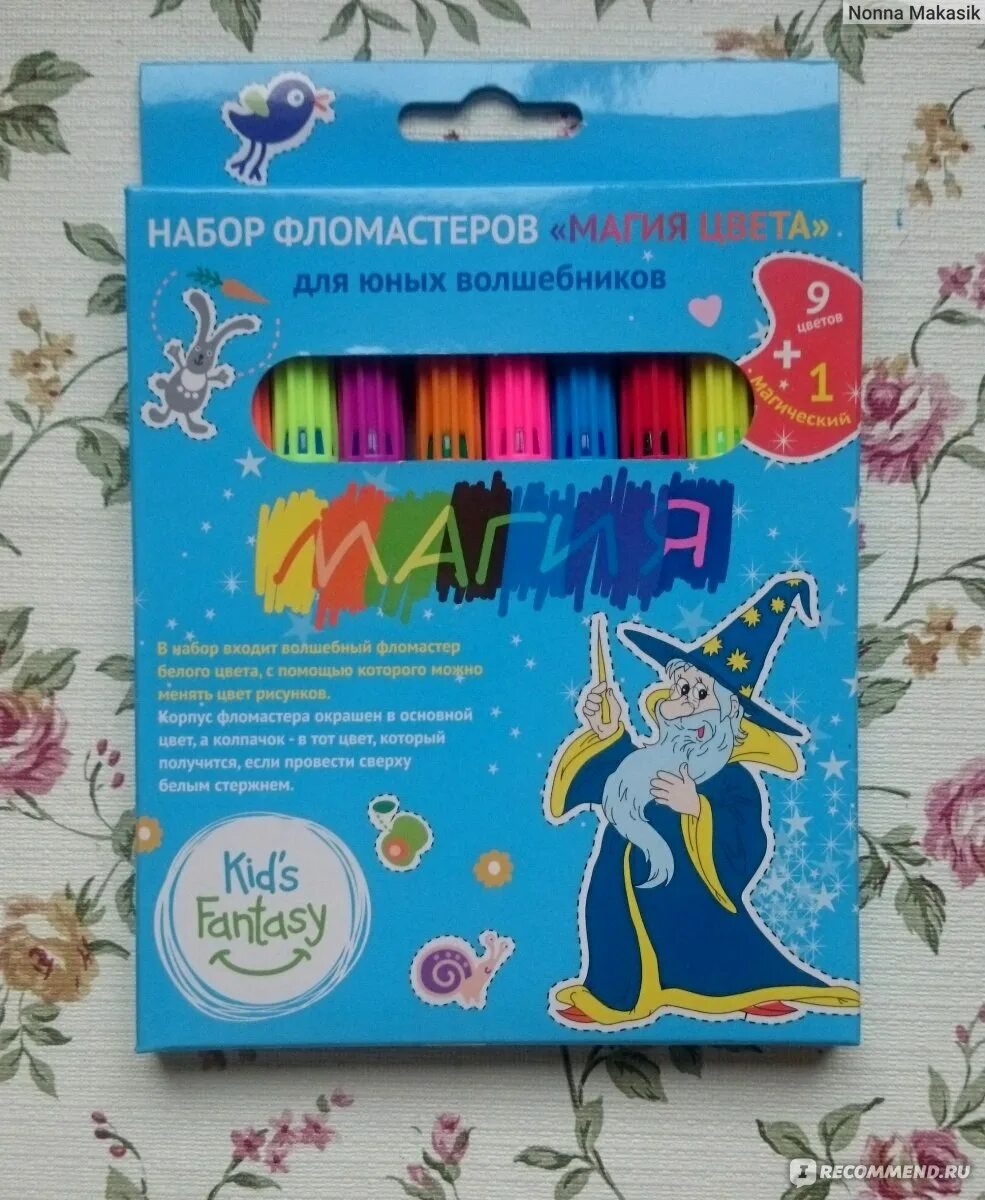 Nonna Makasik
НАБОР ФЛОМАСТЕРОВ «МАГИЯ ЦВЕТА»
для юных волшебников
9
цветов
+ 1
магический
МАГИЯ
В набор входит волшебный фломастер
белого цвета, с помощью которого можно
менять цвет рисунков.
Корпус фломастера окрашен в основной
цвет, а колпачок - в тот цвет, который
получится, если провести сверху
белым стержнем.
Kid's
Fantasy
RECOMMEND.RU